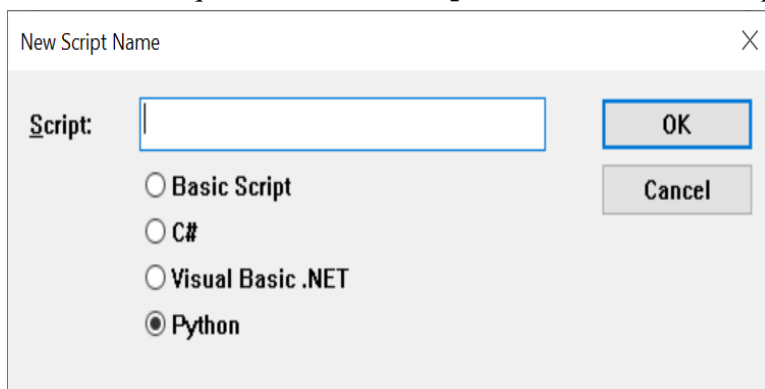 New Script Name
Script:
OK
Basic Script
Cancel
C#
Visual Basic .NET
Python